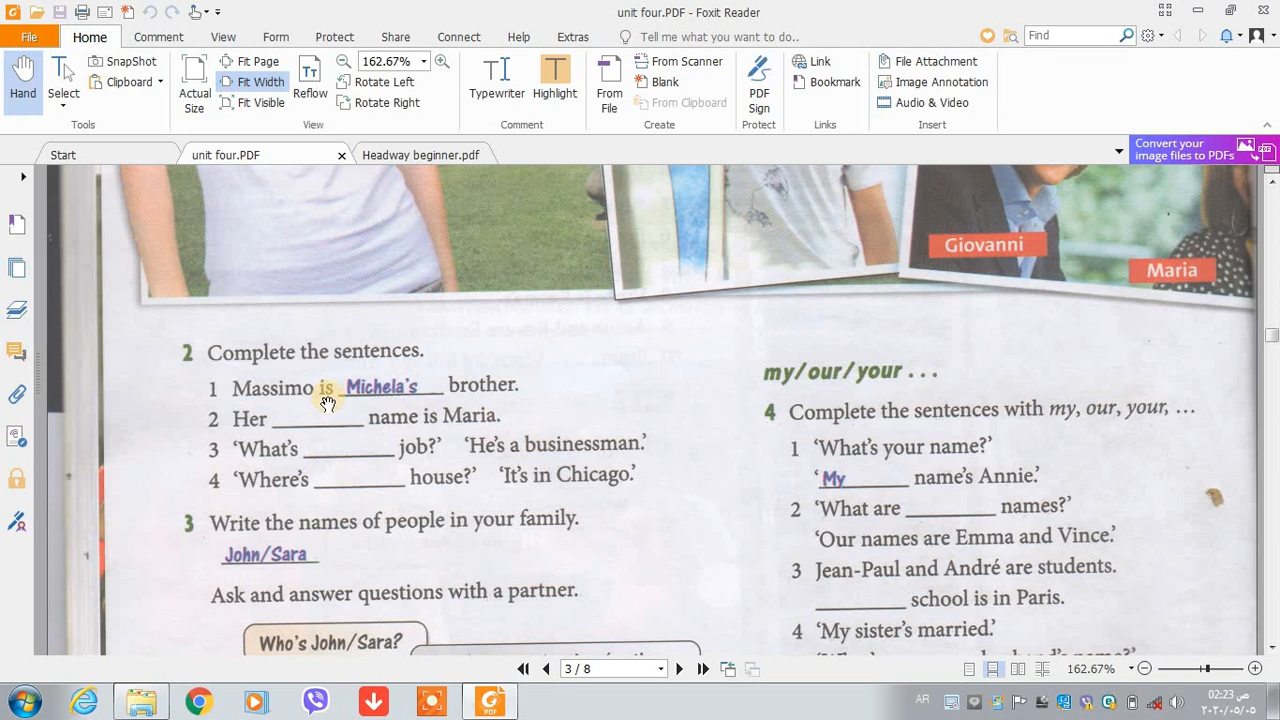 unit four.PDF - Foxit Reader
File Home Comment View Form Protect Share Connect Help Extras Tell me what you want to do.. Find
Hand
Select
SnapShot
Clipboard
Actual Size
Fit Page
Fit Width
Fit Visible
Reflow
162.67%
Rotate Left
Rotate Right
Typewriter
Highlight
From File
From Scanner
Blank
From Clipboard
PDF Sign
Link
Bookmark
File Attachment
Image Annotation
Audio & Video
Tools View Comment Create Protect Links Insert
Start unit four.PDF Headway beginner.pdf
Convert your
image files to PDFs
Giovanni
Maria
2 Complete the sentences.
1 Massimo is Michela's brother.
2 Her ________ name is Maria.
3 ‘What's ________ job?’ ‘He's a businessman.’
4 ‘Where's ________ house?’ ‘It's in Chicago.’
3 Write the names of people in your family.
John/Sara
Ask and answer questions with a partner.
Who's John/Sara?
my/our/your . . .
4 Complete the sentences with my, our, your, …
1 ‘What's your name?’
‘My name's Annie.’
2 ‘What are ________ names?’
‘Our names are Emma and Vince.’
3 Jean-Paul and André are students.
________ school is in Paris.
4 ‘My sister's married.’
3 / 8
162.67%
AR
02:23 ص
٢٠٢٠/٠٥/٠٥